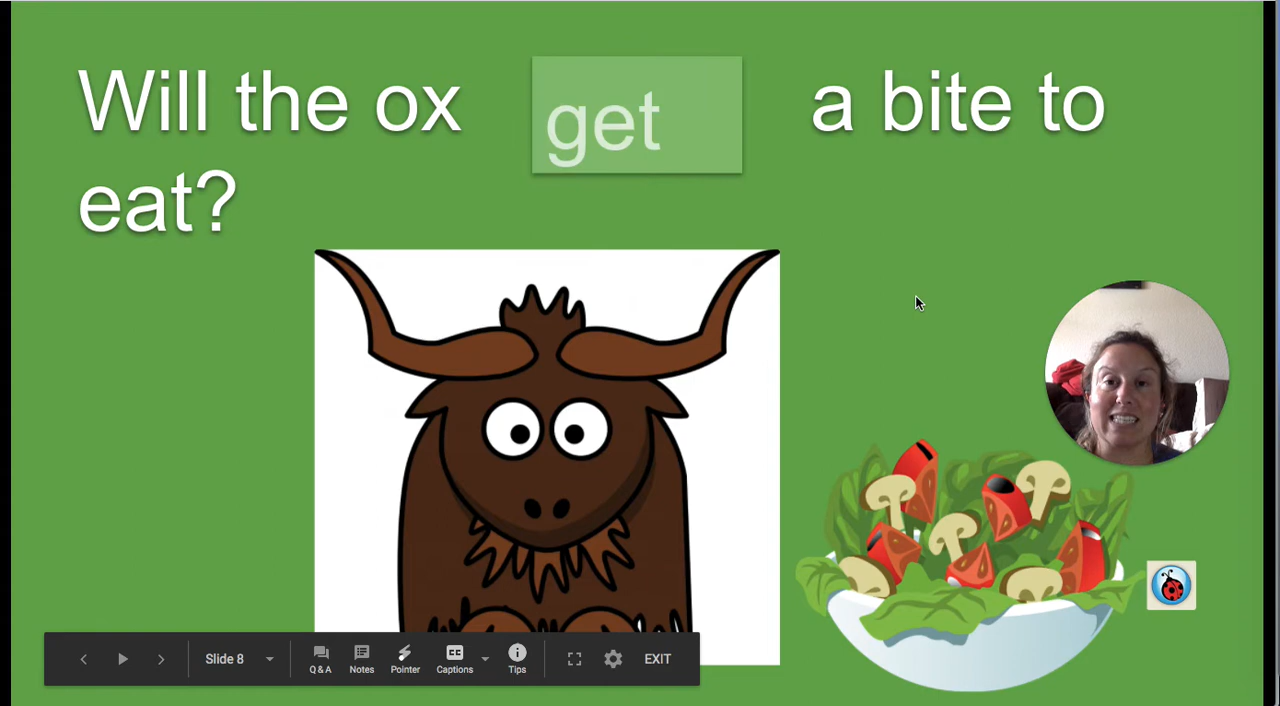 Will the ox get a bite to
eat?
Slide 8
Q & A Notes Pointer Captions Tips EXIT